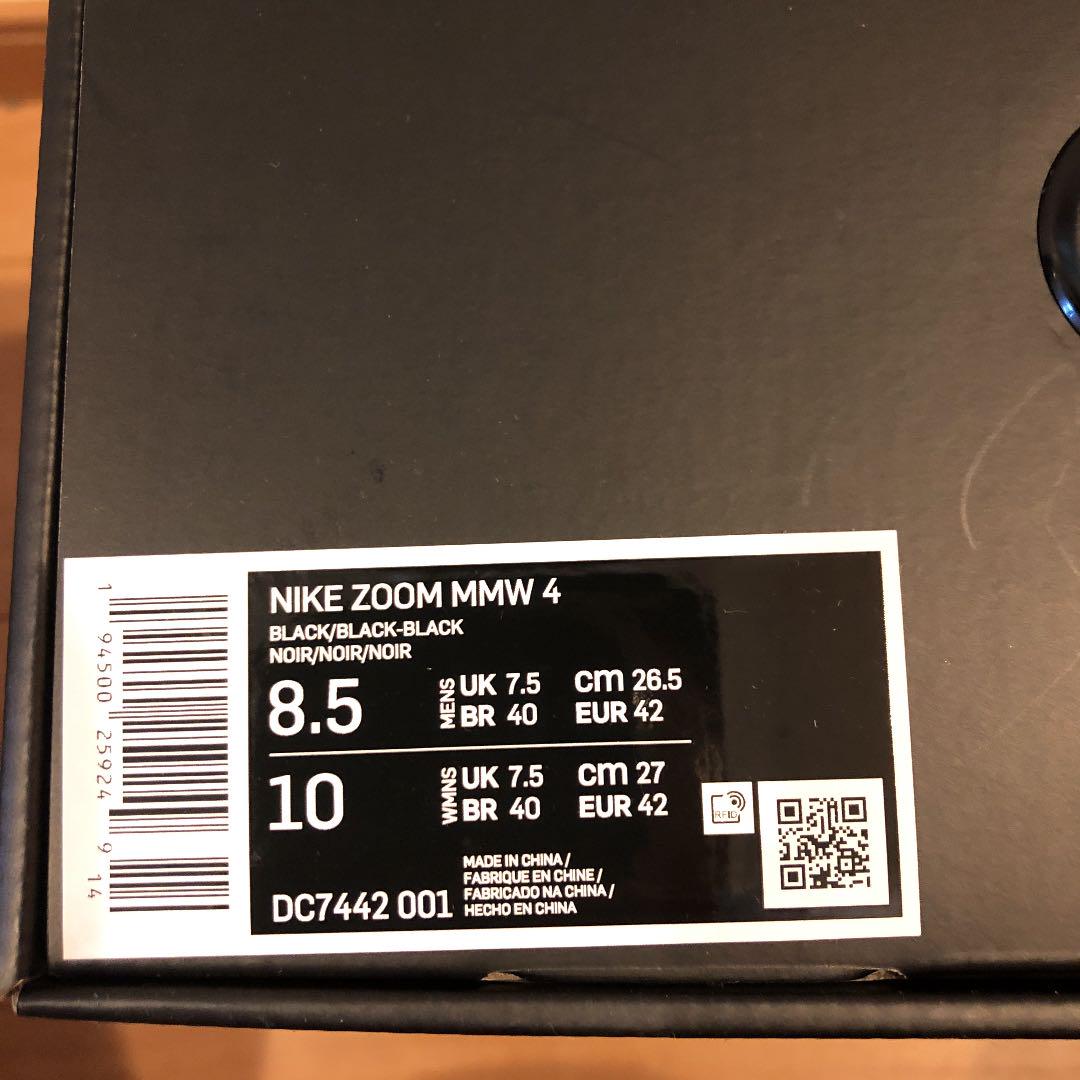 NIKE ZOOM MMW 4
BLACK/BLACK-BLACK
NOIR/NOIR/NOIR
8.5 MENS UK 7.5 cm 26.5
BR 40 EUR 42
10 WMNS UK 7.5 cm 27
BR 40 EUR 42
RFID
DC7442 001
MADE IN CHINA /
FABRIQUE EN CHINE /
FABRICADO NA CHINA /
HECHO EN CHINA
1 94500 25924 9 14